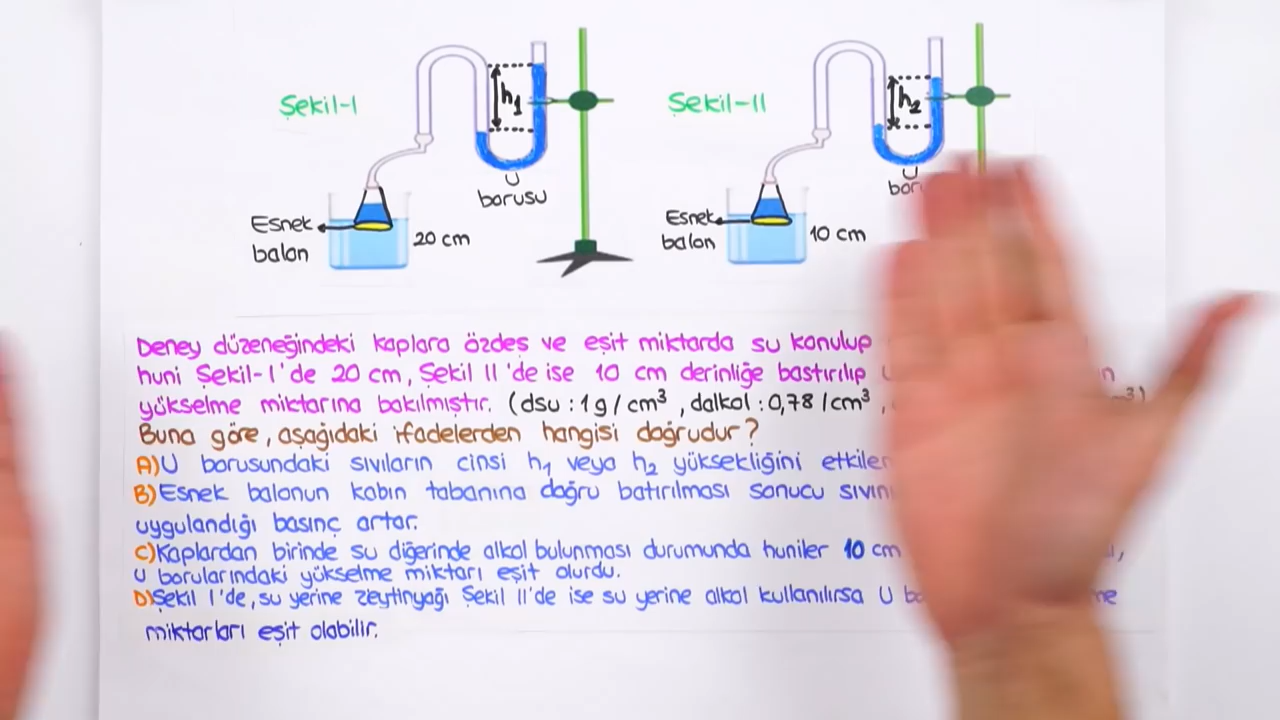 Şekil-I
h₁
U
borusu
Esnek
balon
20 cm
Şekil-II
h₂
U
Esnek
balon
10 cm
Deney düzeneğindeki kaplara özdeş ve eşit miktarda su konulup
huni Şekil-I'de 20 cm, Şekil II'de ise 10 cm derinliğe bastırılıp
yükselme miktarına bakılmıştır. (dsu : 1 g/cm³, dalkol : 0,78 /cm³,
Buna göre, aşağıdaki ifadelerden hangisi doğrudur?
A) U borusundaki sıvıların cinsi h₁ veya h₂ yüksekliğini
B) Esnek balonun kabın tabanına doğru batırılması sonucu
uygulandığı basınç artar.
C) Kaplardan birinde su diğerinde alkol bulunması durumunda huniler 10 cm
U borularındaki yükselme miktarı eşit olurdu.
D) Şekil I'de, su yerine zeytinyağı Şekil II'de ise su yerine alkol kullanılırsa U
miktarları eşit olabilir.